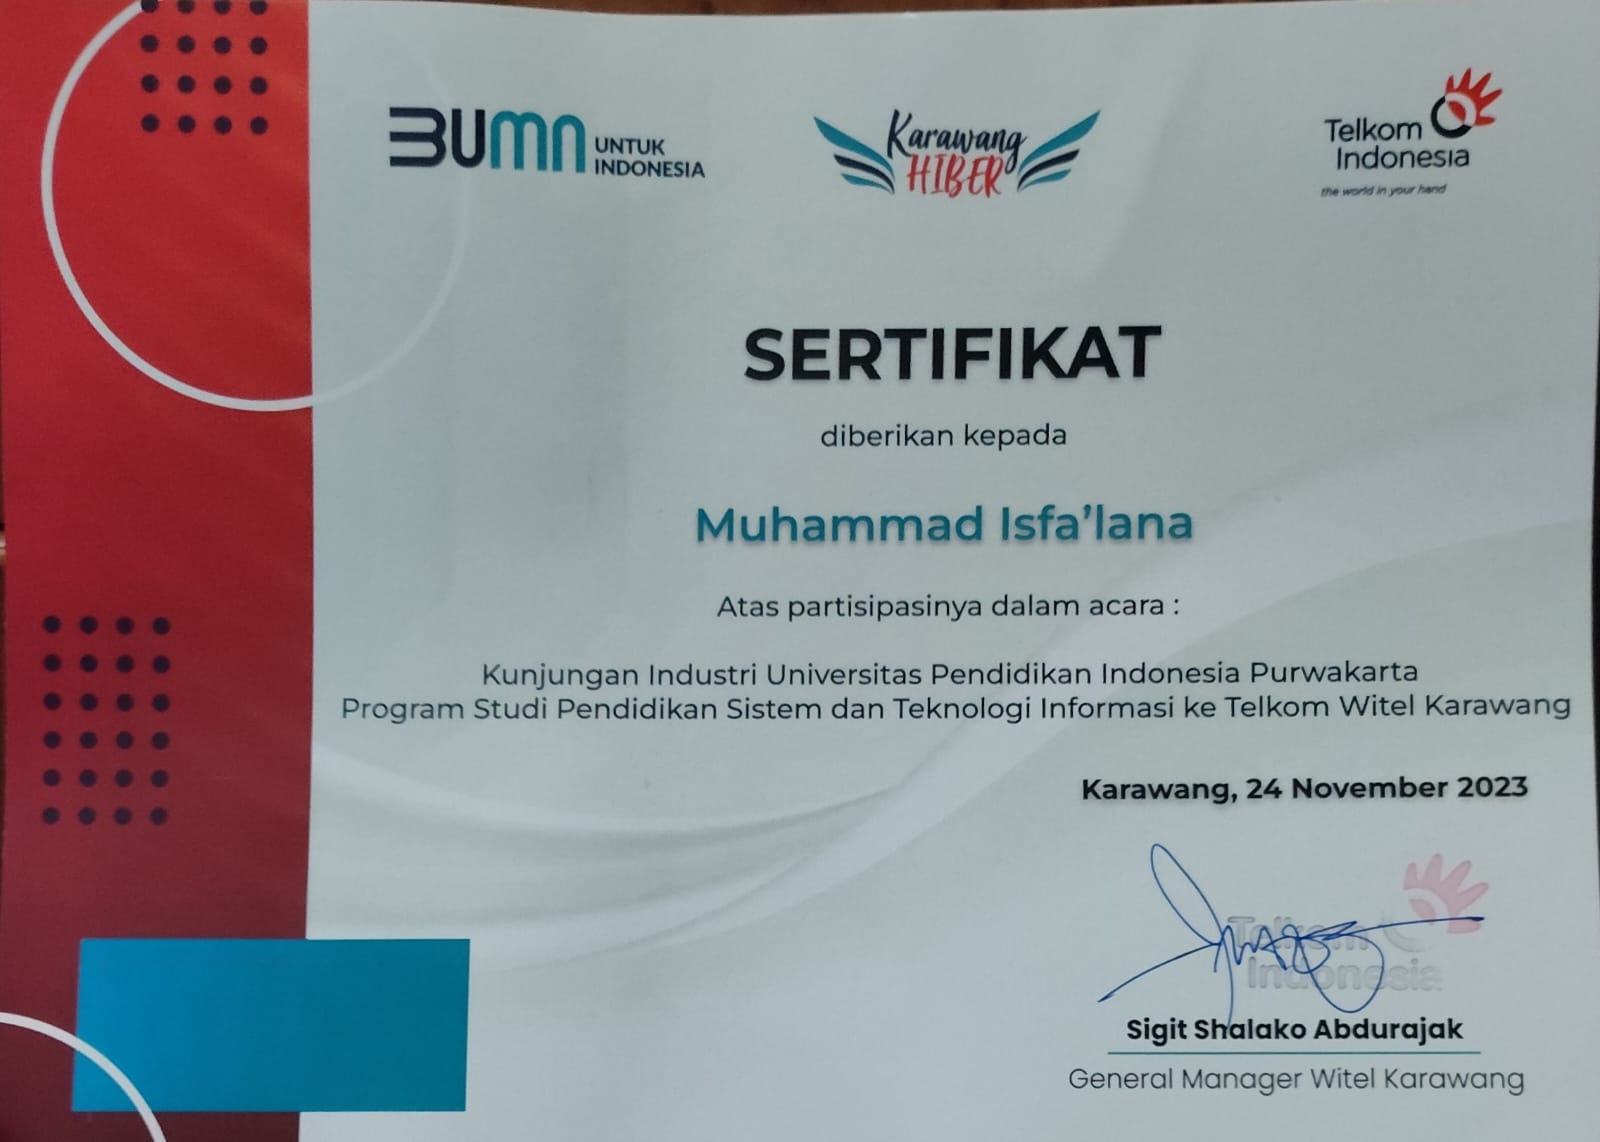 BUMN UNTUK INDONESIA
Karawang HIBER
Telkom Indonesia
the world in your hand
SERTIFIKAT
diberikan kepada
Muhammad Isfa'lana
Atas partisipasinya dalam acara :
Kunjungan Industri Universitas Pendidikan Indonesia Purwakarta
Program Studi Pendidikan Sistem dan Teknologi Informasi ke Telkom Witel Karawang
Karawang, 24 November 2023
Telkom Indonesia
Sigit Shalako Abdurajak
General Manager Witel Karawang